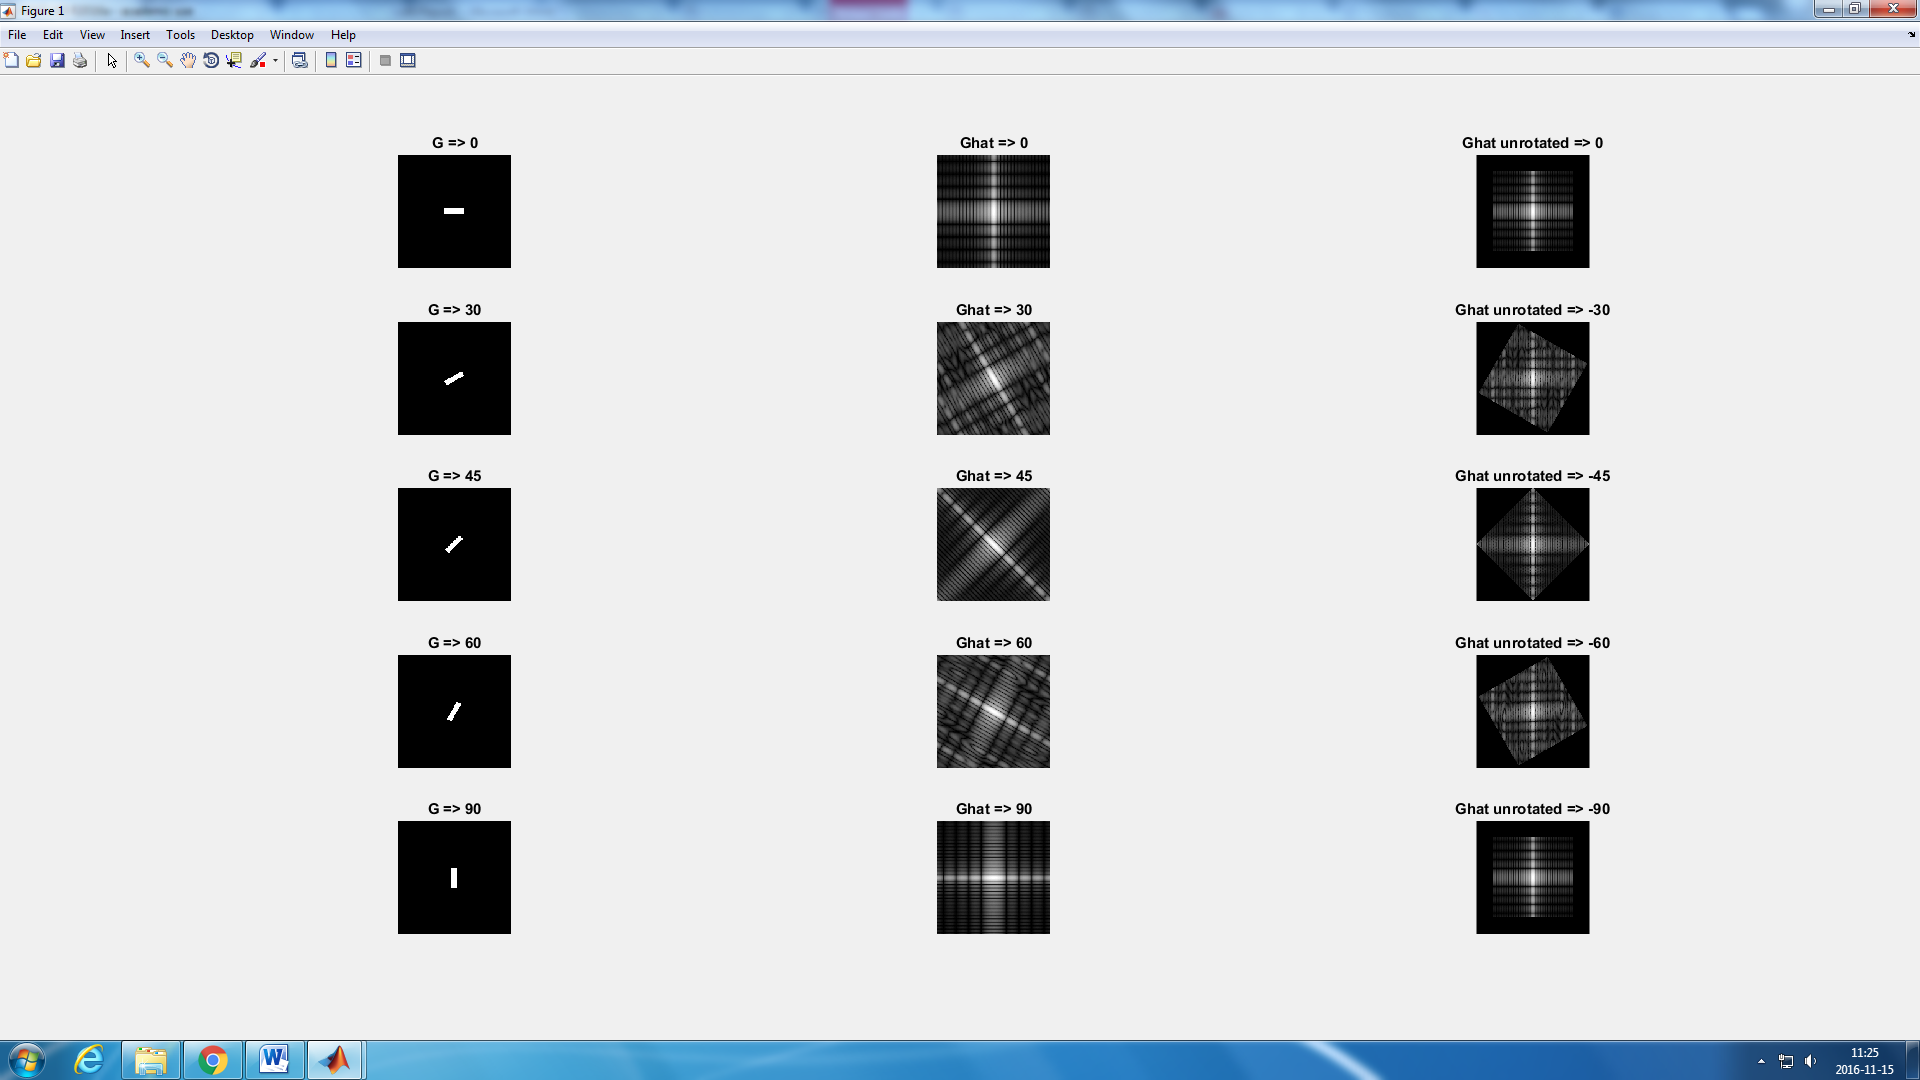 Figure 1
File Edit View Insert Tools Desktop Window Help
G => 0 Ghat => 0 Ghat unrotated => 0
G => 30 Ghat => 30 Ghat unrotated => -30
G => 45 Ghat => 45 Ghat unrotated => -45
G => 60 Ghat => 60 Ghat unrotated => -60
G => 90 Ghat => 90 Ghat unrotated => -90
11:25
2016-11-15